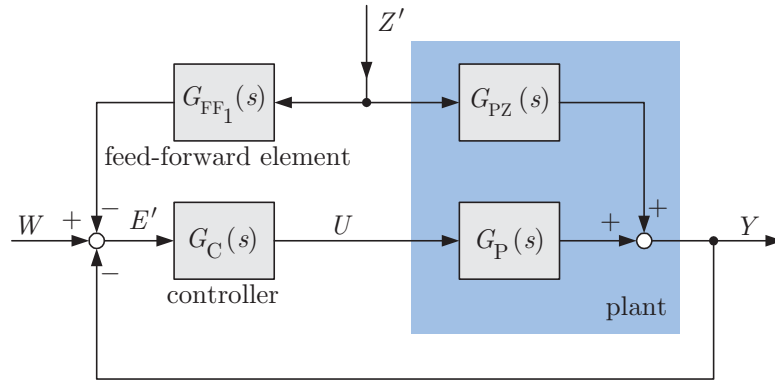 Z′
G_FF₁(s)
G_PZ(s)
feed-forward element
−
+
W
+
E′
G_C(s)
U
+
G_P(s)
Y
−
controller
plant